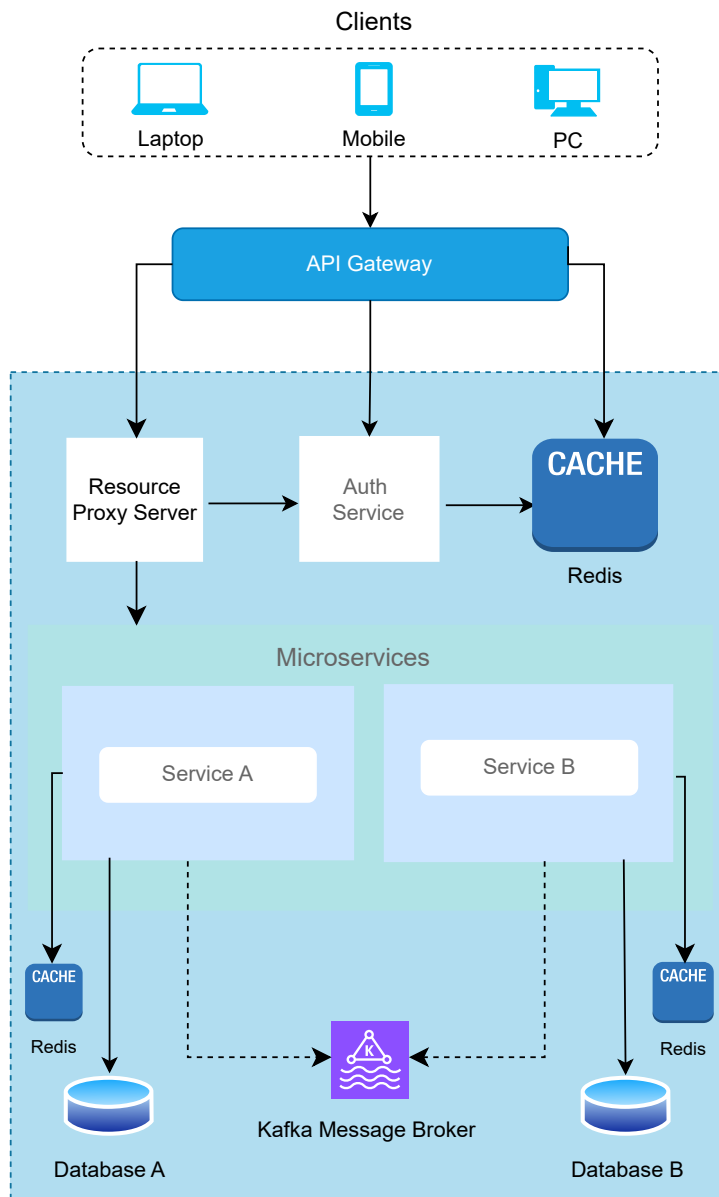 Clients
Laptop
Mobile
PC
API Gateway
Resource
Proxy Server
Auth
Service
CACHE
Redis
Microservices
Service A
Service B
CACHE
Redis
CACHE
Redis
K
Kafka Message Broker
Database A
Database B